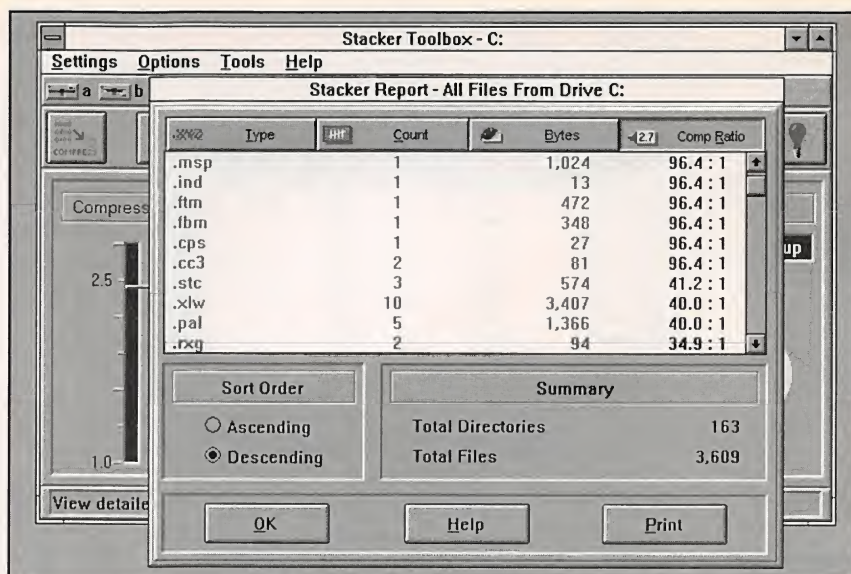 Stacker Toolbox - C:
Settings Options Tools Help
a b
Stacker Report - All Files From Drive C:
COMPRESS
Type Count 2.7 Bytes Comp Ratio
.msp 1 1,024 96.4 : 1
.ind 1 13 96.4 : 1
.ftm 1 472 96.4 : 1
.fbm 1 348 96.4 : 1
.cps 1 27 96.4 : 1
.cc3 2 81 96.4 : 1
.stc 3 574 41.2 : 1
.xlw 10 3,407 40.0 : 1
.pal 5 1,366 40.0 : 1
.rxg 2 94 34.9 : 1
Compress
up
2.5
1.0
Sort Order
Ascending
Descending
Summary
Total Directories 163
Total Files 3,609
View detaile
OK Help Print